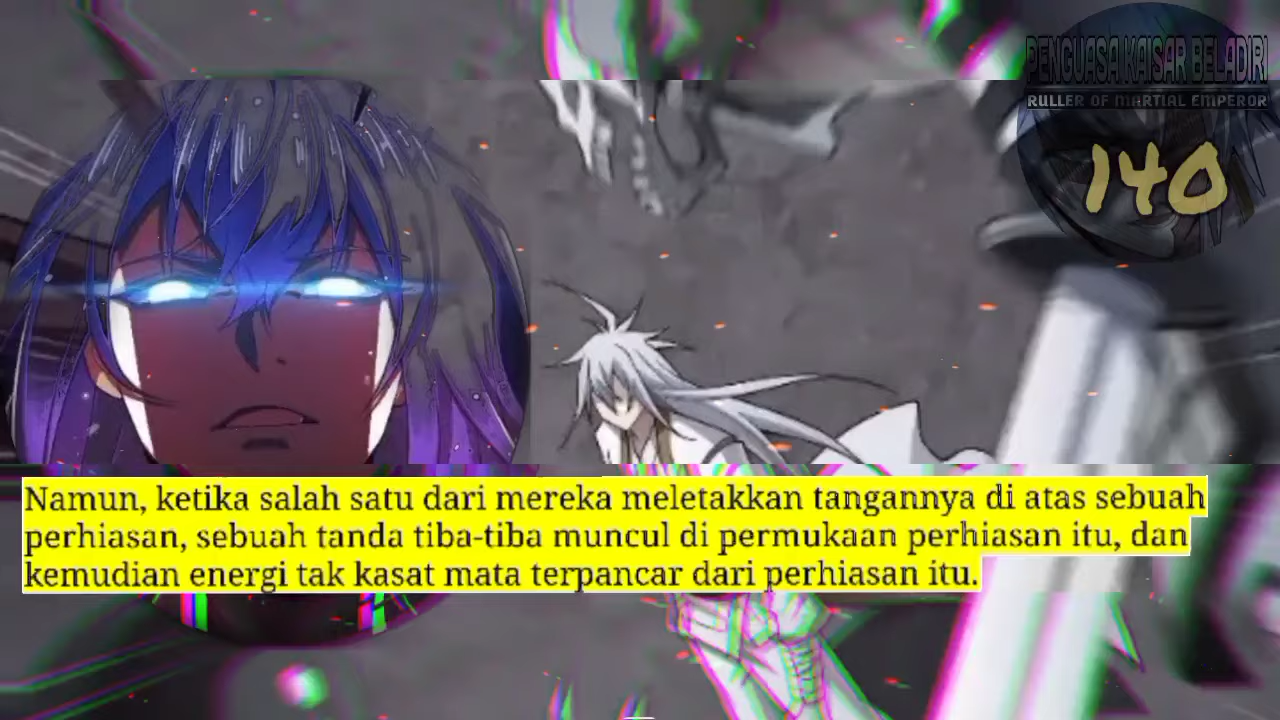 PENGUASA KAISAR BELADIRI
RULLER OF MARTIAL EMPEROR
140
Namun, ketika salah satu dari mereka meletakkan tangannya di atas sebuah
perhiasan, sebuah tanda tiba-tiba muncul di permukaan perhiasan itu, dan
kemudian energi tak kasat mata terpancar dari perhiasan itu.